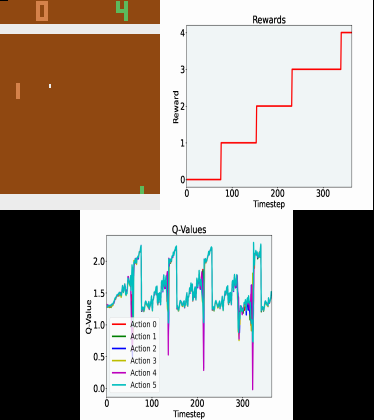 0 4
Rewards
4
3
2
1
0
Reward
0 100 200 300
Timestep
Q-Values
2.0
1.5
1.0
0.5
0.0
Q-Value
Action 0
Action 1
Action 2
Action 3
Action 4
Action 5
0 100 200 300
Timestep